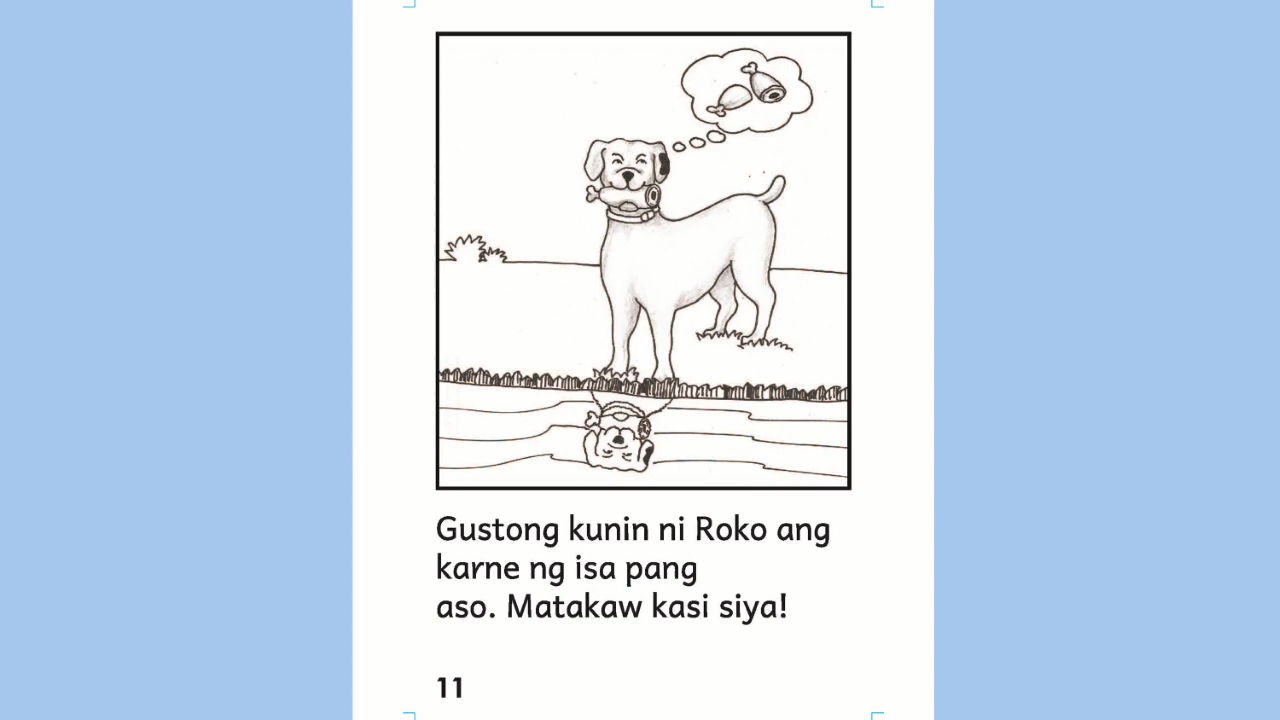 Gustong kunin ni Roko ang
karne ng isa pang
aso. Matakaw kasi siya!
11